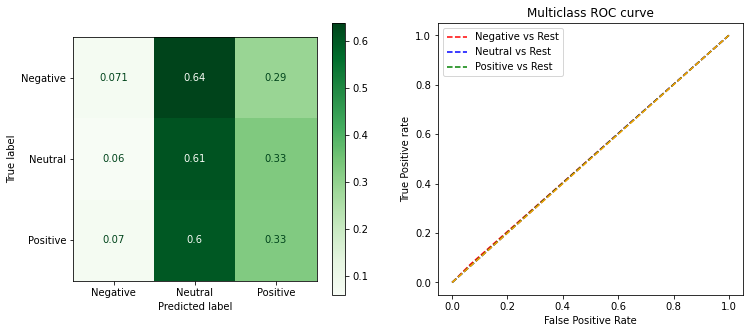 Negative
Neutral
Positive
True label
0.071
0.64
0.29
0.06
0.61
0.33
0.07
0.6
0.33
Negative
Neutral
Positive
Predicted label
0.6
0.5
0.4
0.3
0.2
0.1
Multiclass ROC curve
Negative vs Rest
Neutral vs Rest
Positive vs Rest
True Positive rate
1.0
0.8
0.6
0.4
0.2
0.0
0.0
0.2
0.4
0.6
0.8
1.0
False Positive Rate